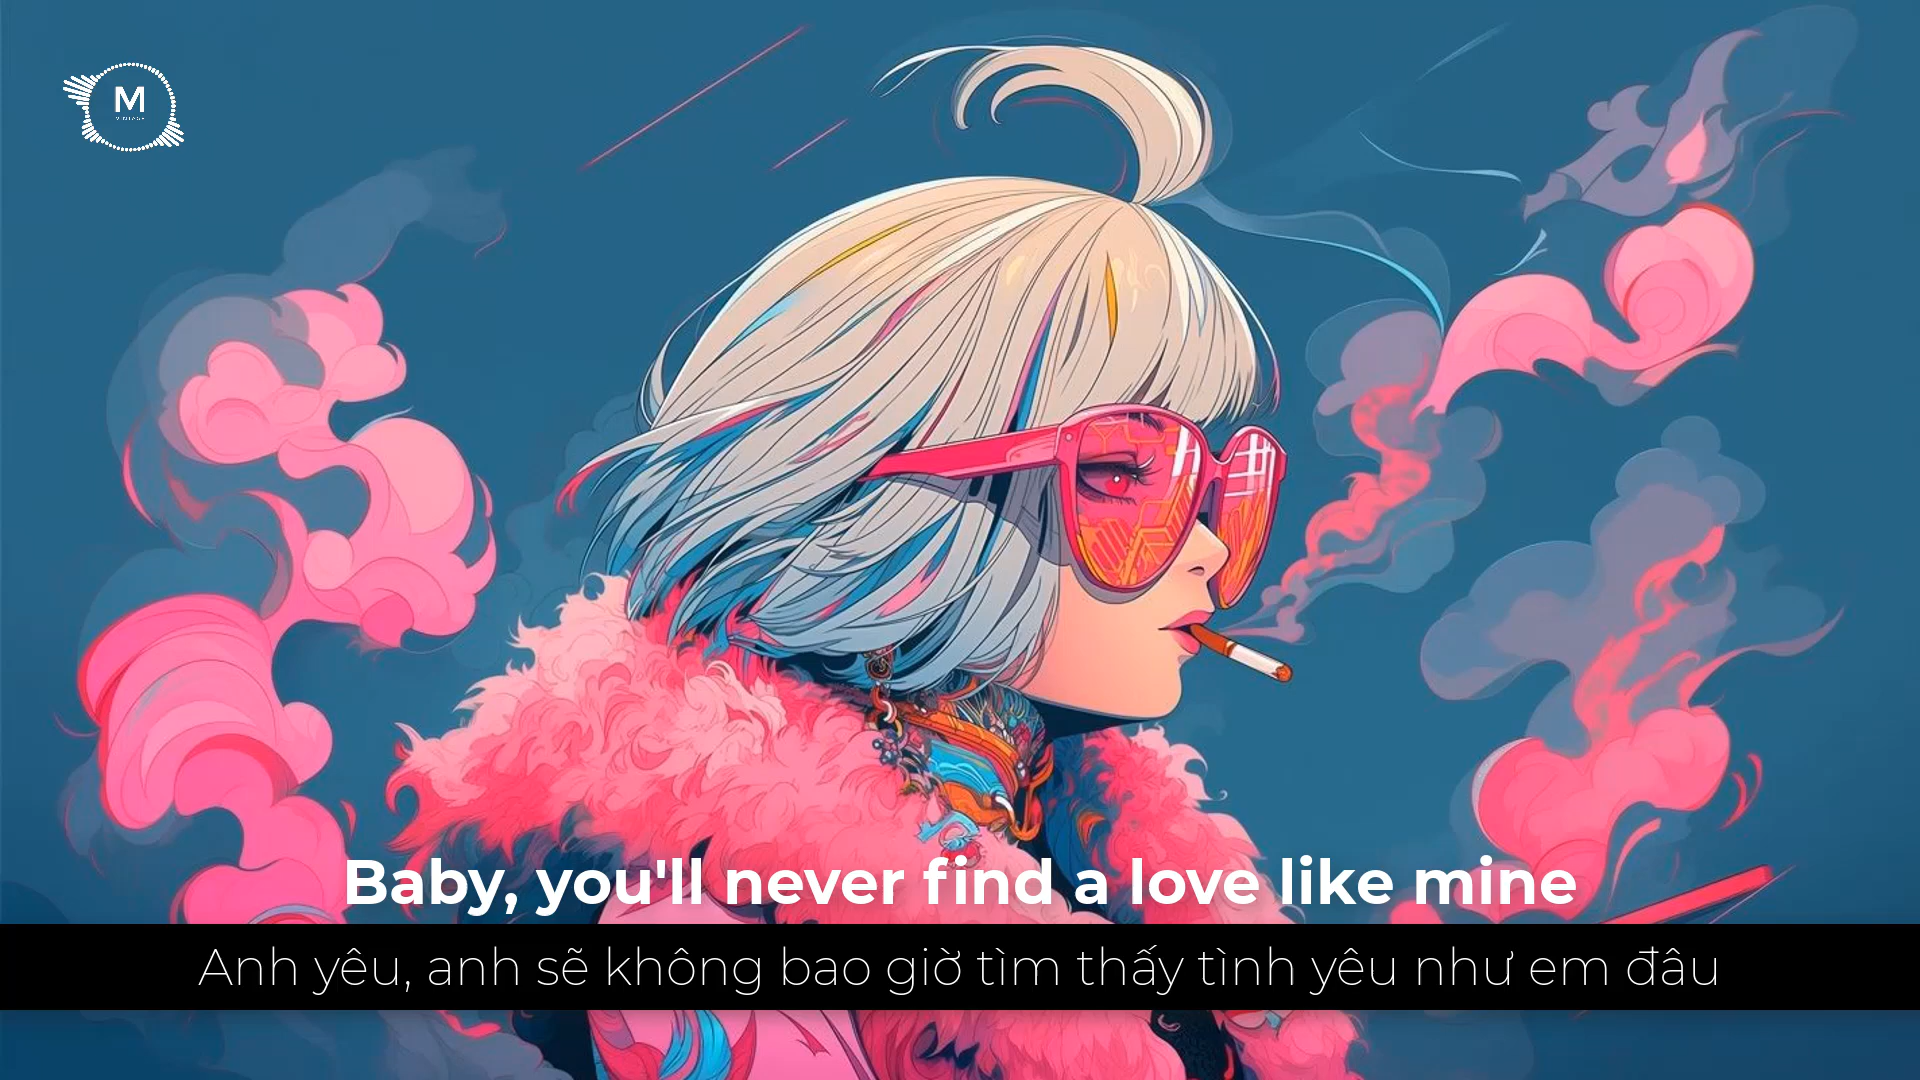 M
VINTAGE
Baby, you'll never find a love like mine
Anh yêu, anh sẽ không bao giờ tìm thấy tình yêu như em đâu